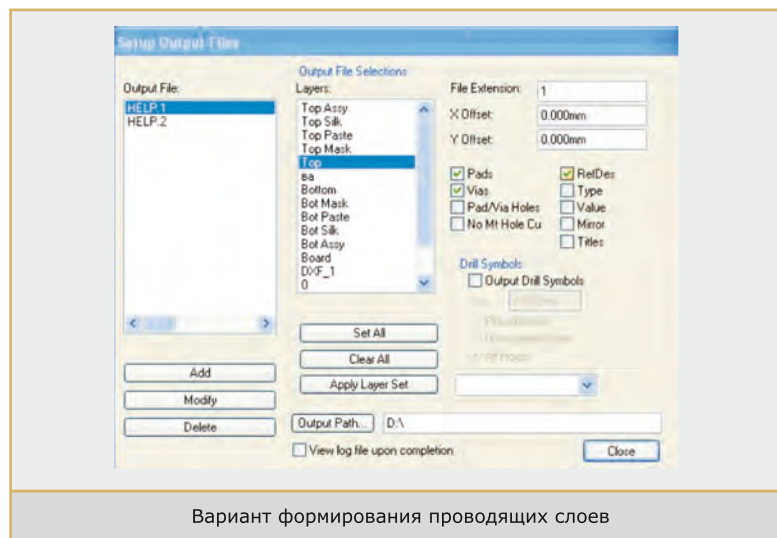 Setup Output Files
Output File Selections
Output File:
HELP.1
HELP.2
Layers:
Top Assy
Top Silk
Top Paste
Top Mask
Top
ва
Bottom
Bot Mask
Bot Paste
Bot Silk
Bot Assy
Board
DXF_1
0
File Extension:
1
X Offset:
0.000mm
Y Offset:
0.000mm
Pads
RefDes
Vias
Type
Pad/Via Holes
Value
No Mt Hole Cu
Mirror
Titles
Drill Symbols
Output Drill Symbols
Set All
Clear All
Apply Layer Set
Add
Modify
Delete
Output Path...
D:\
View log file upon completion
Close
Вариант формирования проводящих слоев